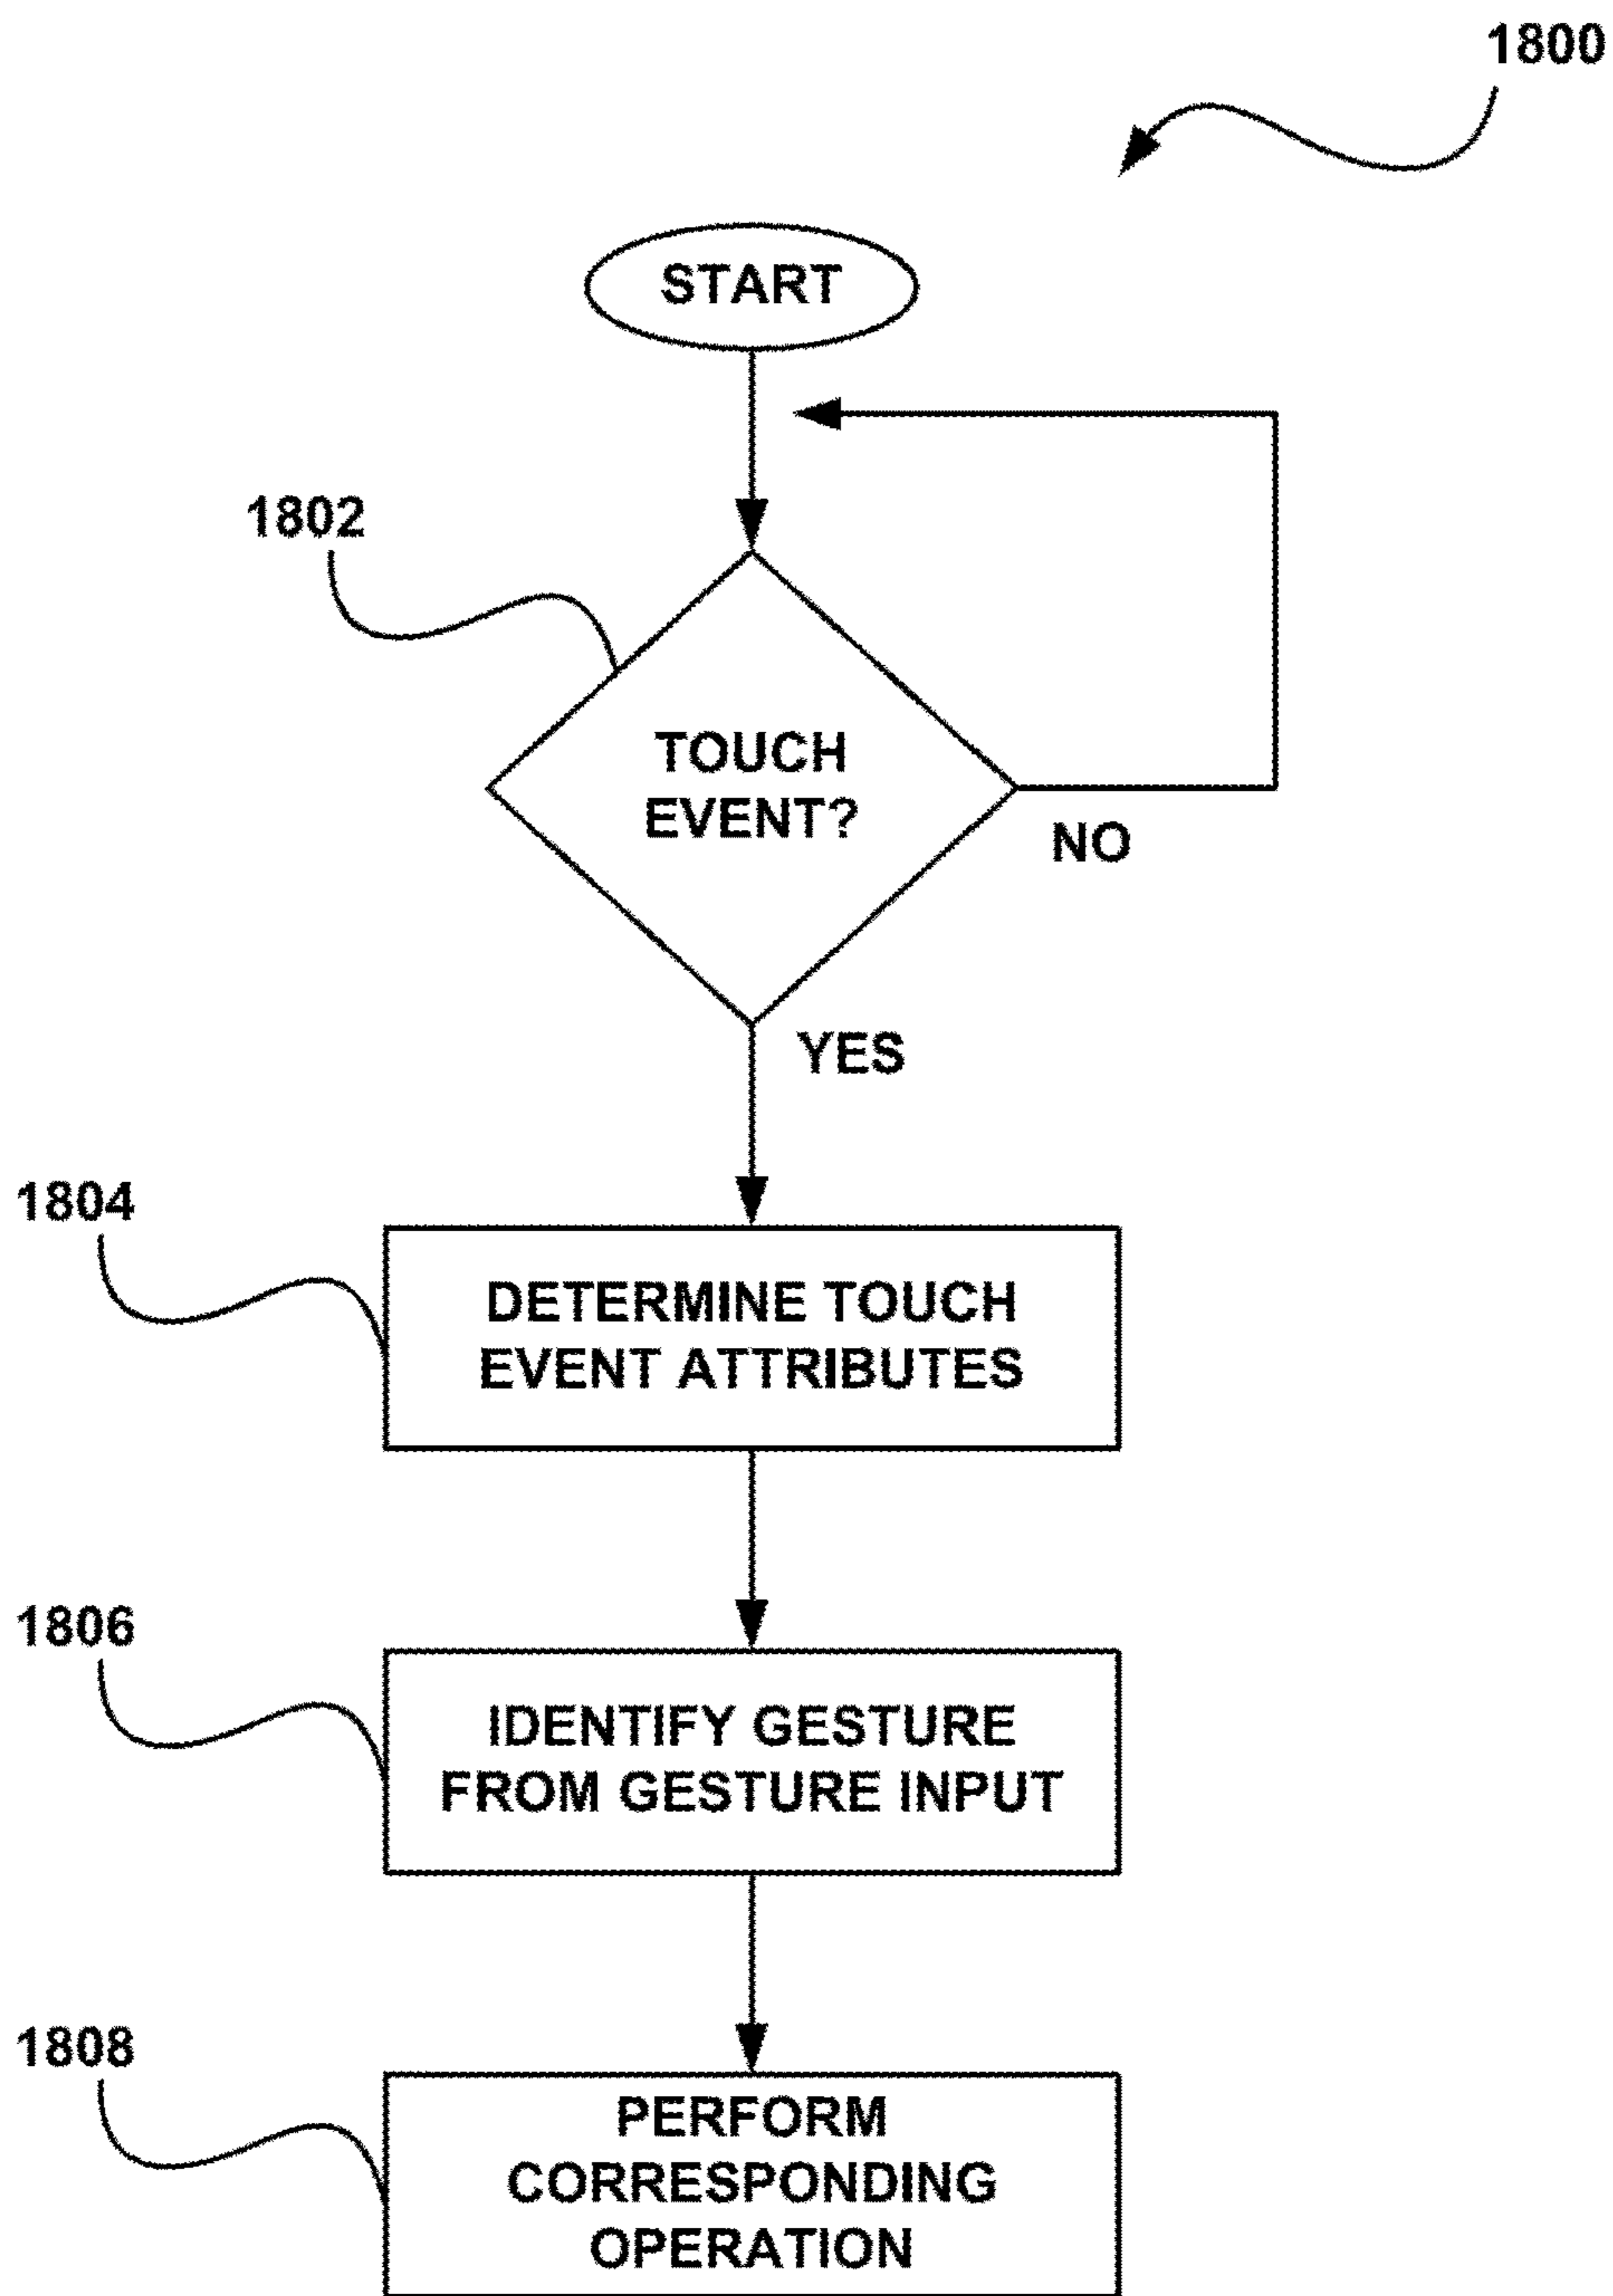 1800
START
1802
TOUCH
EVENT?
NO
YES
1804
DETERMINE TOUCH
EVENT ATTRIBUTES
1806
IDENTIFY GESTURE
FROM GESTURE INPUT
1808
PERFORM
CORRESPONDING
OPERATION